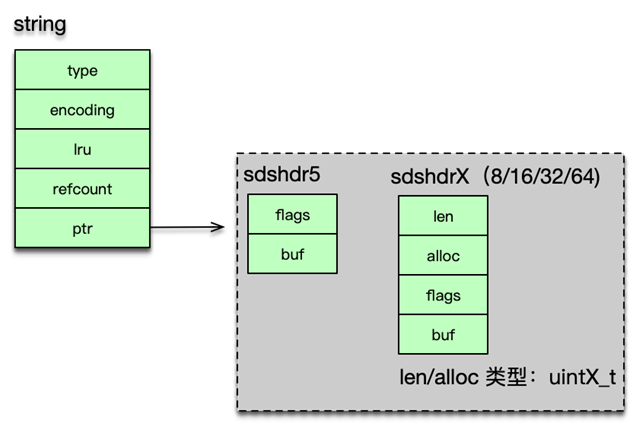 string
type
encoding
lru
refcount
ptr
sdshdr5
flags
buf
sdshdrX（8/16/32/64)
len
alloc
flags
buf
len/alloc 类型：uintX_t